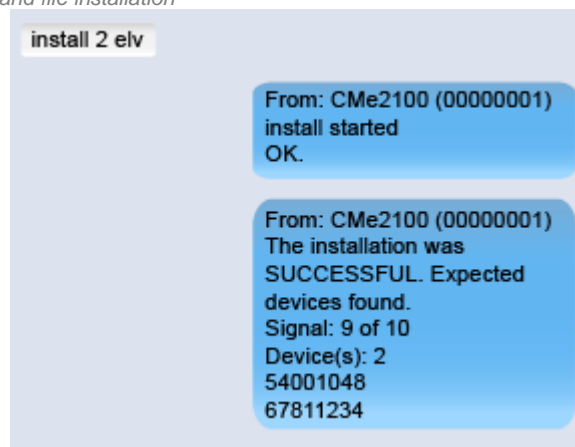 and file installation
install 2 elv
From: CMe2100 (00000001)
install started
OK.
From: CMe2100 (00000001)
The installation was
SUCCESSFUL. Expected
devices found.
Signal: 9 of 10
Device(s): 2
54001048
67811234